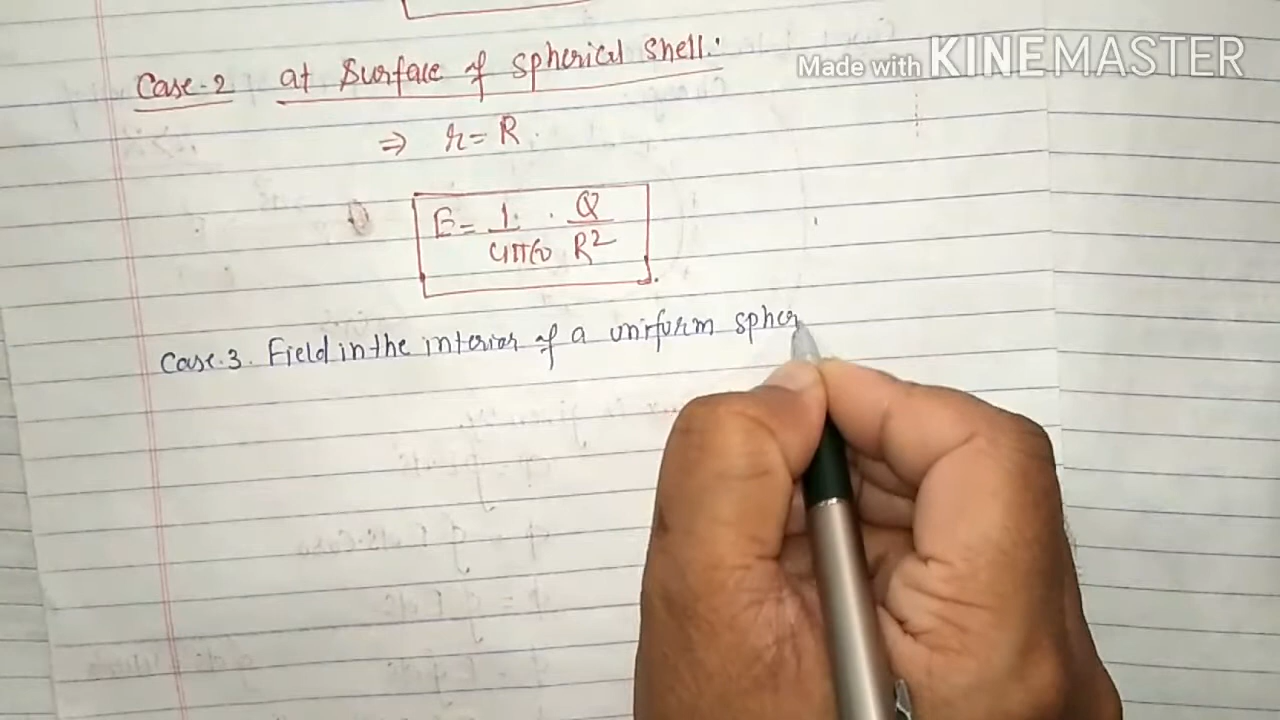 Made with KINEMASTER
Case-2 at Surface of Spherical Shell:
⇒ r = R.
E = 1/4πε0 · Q/R²
Case.3. Field in the interior of a uniform spher